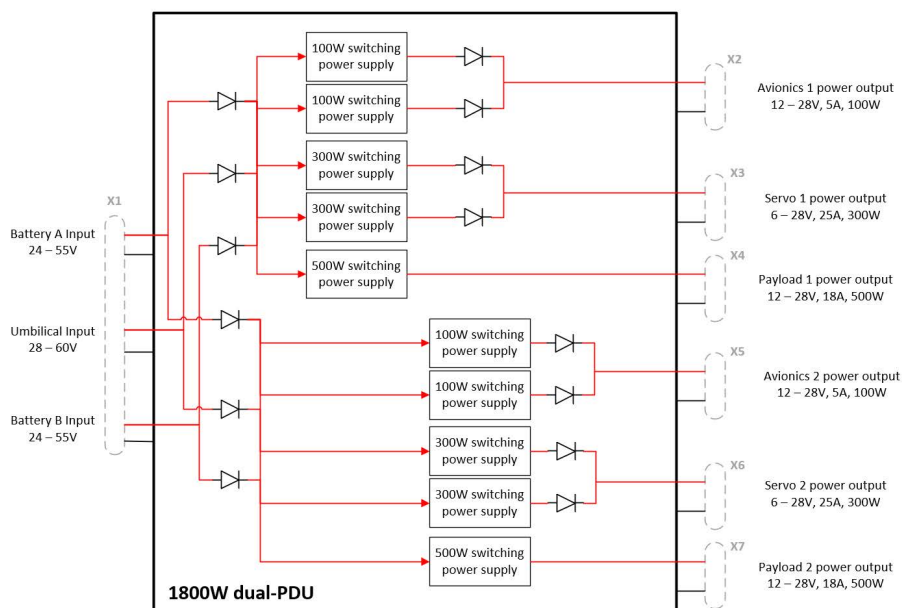 X1
Battery A Input
24 – 55V
Umbilical Input
28 – 60V
Battery B Input
24 – 55V
100W switching
power supply
100W switching
power supply
300W switching
power supply
300W switching
power supply
500W switching
power supply
100W switching
power supply
100W switching
power supply
300W switching
power supply
300W switching
power supply
500W switching
power supply
1800W dual-PDU
X2
Avionics 1 power output
12 – 28V, 5A, 100W
X3
Servo 1 power output
6 – 28V, 25A, 300W
X4
Payload 1 power output
12 – 28V, 18A, 500W
X5
Avionics 2 power output
12 – 28V, 5A, 100W
X6
Servo 2 power output
6 – 28V, 25A, 300W
X7
Payload 2 power output
12 – 28V, 18A, 500W